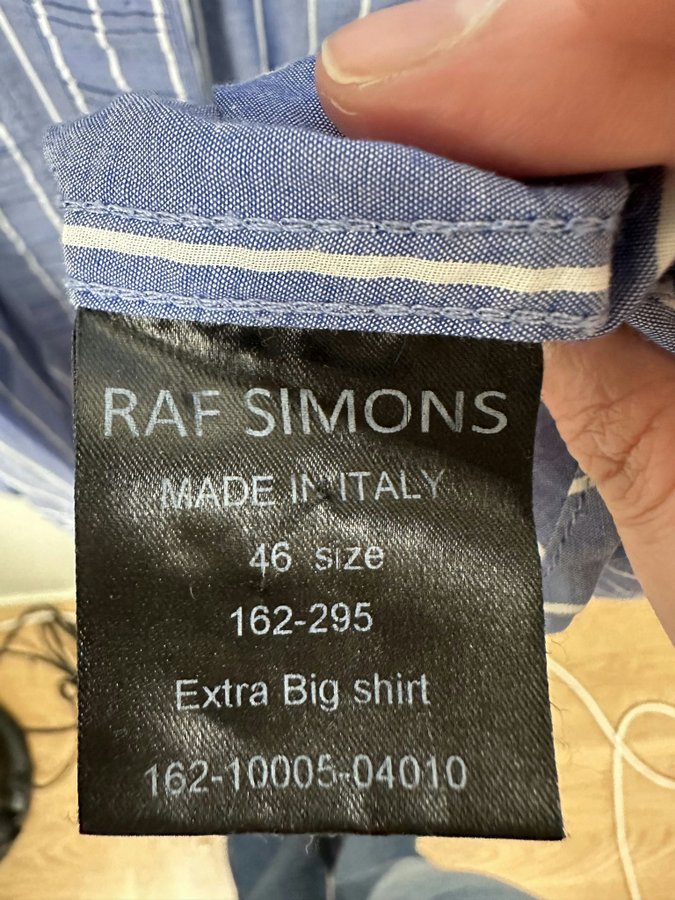 RAF SIMONS
MADE IN ITALY
46 size
162-295
Extra Big shirt
162-10005-04010